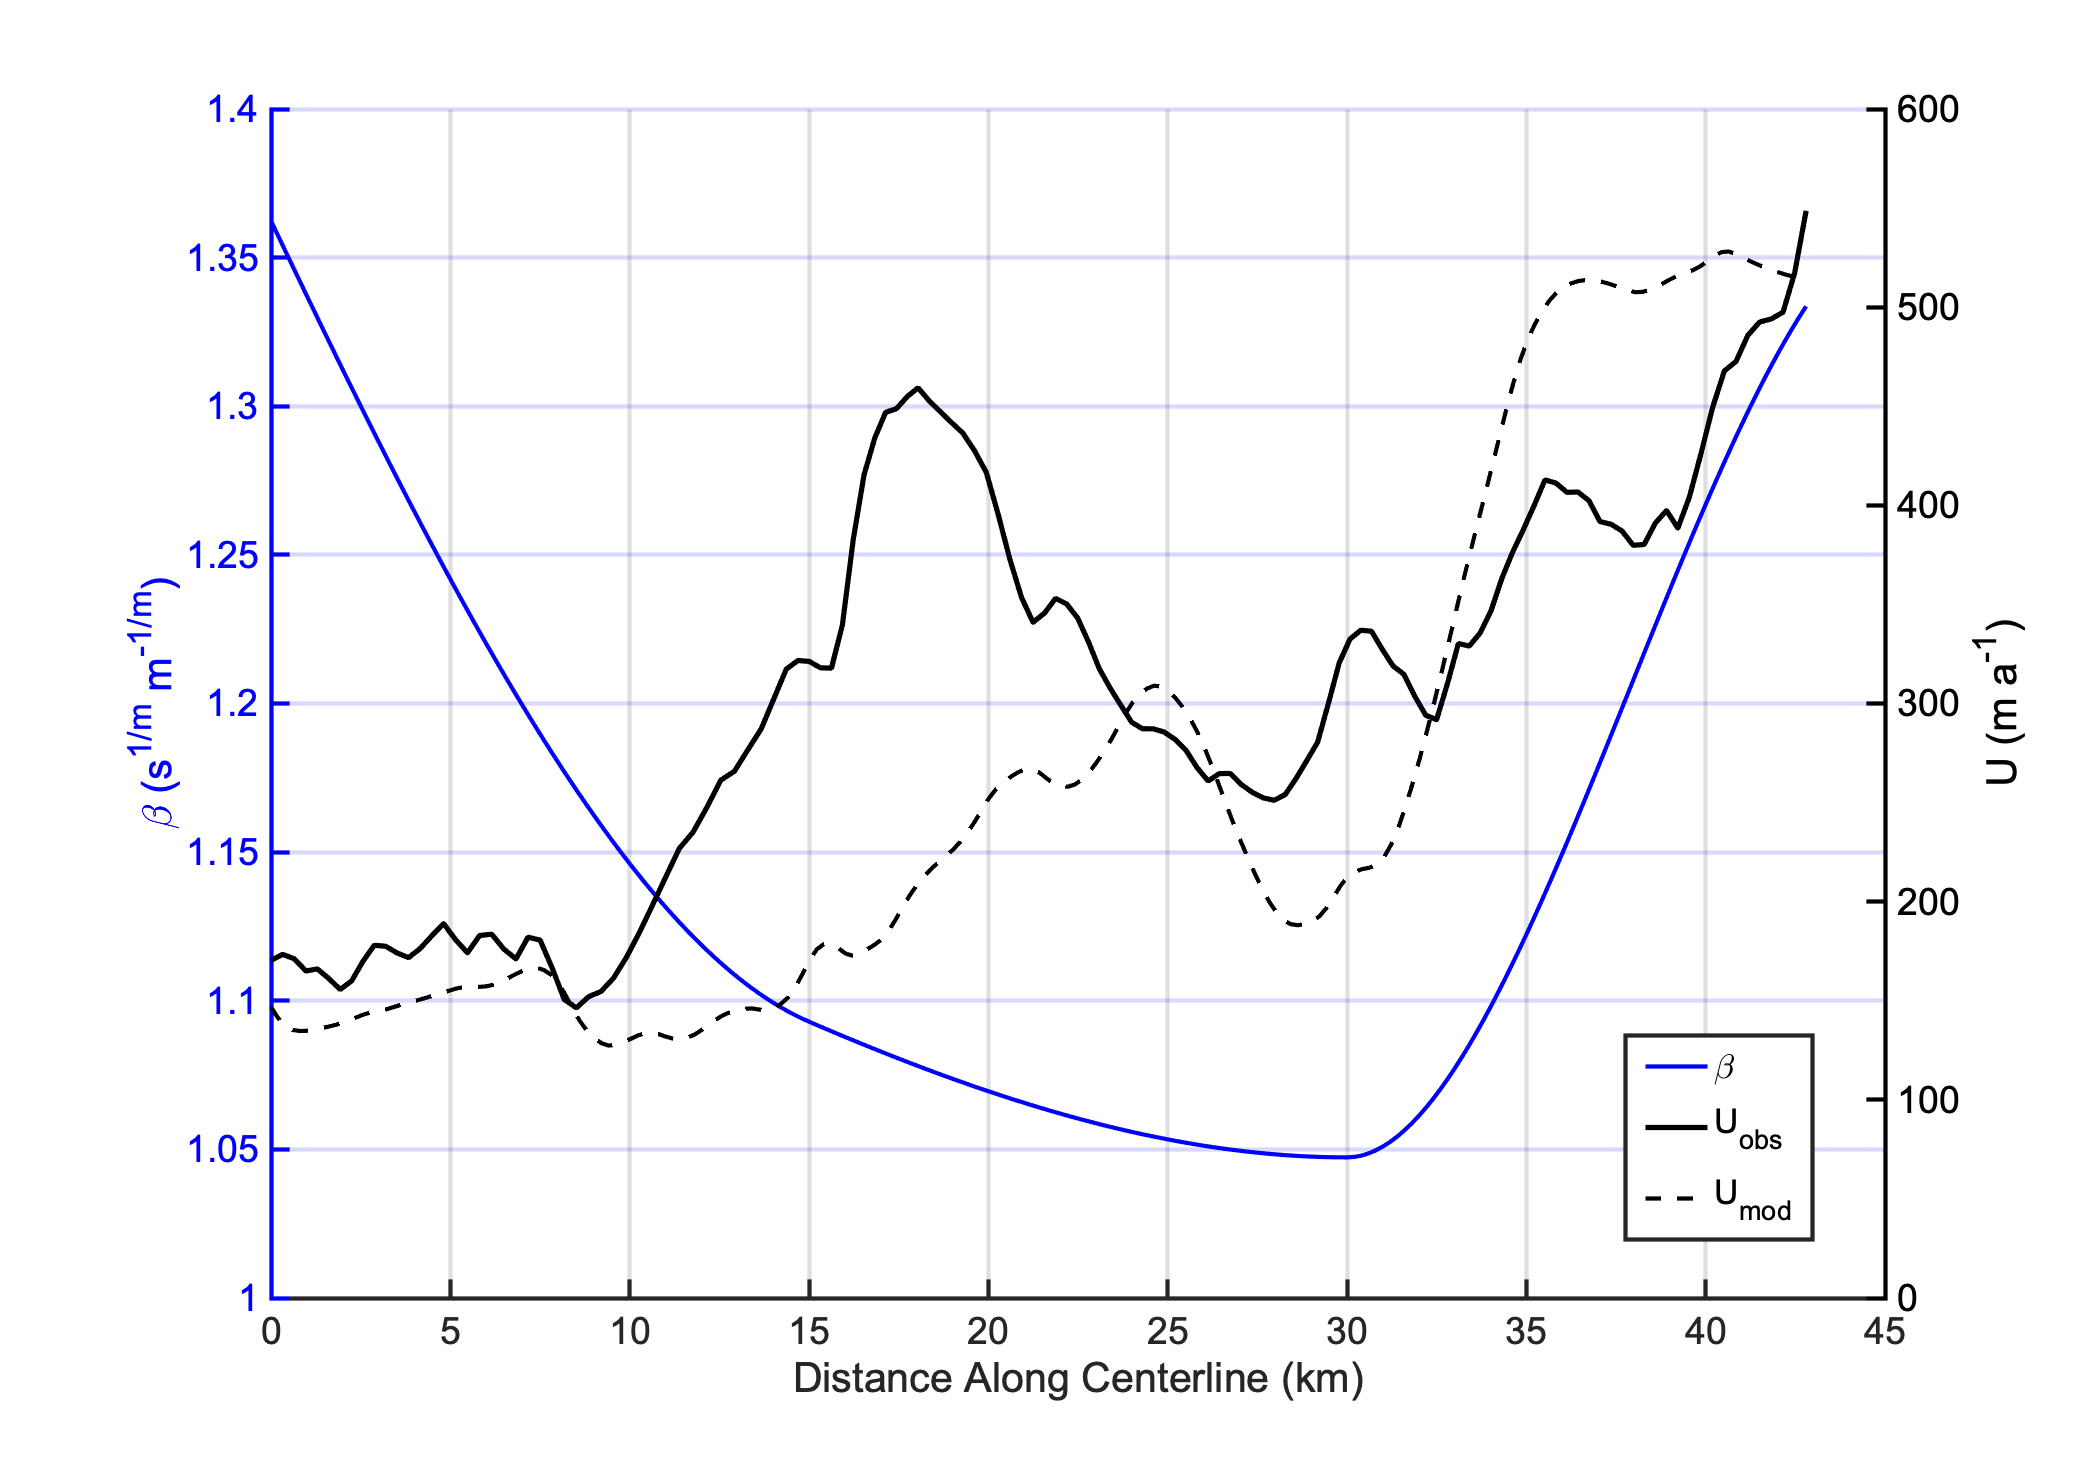 1.4
1.35
1.3
1.25
1.2
1.15
1.1
1.05
1
β (s^1/m m^-1/m)
600
500
400
300
200
100
0
U (m a^-1)
β
U_obs
U_mod
0 5 10 15 20 25 30 35 40 45
Distance Along Centerline (km)